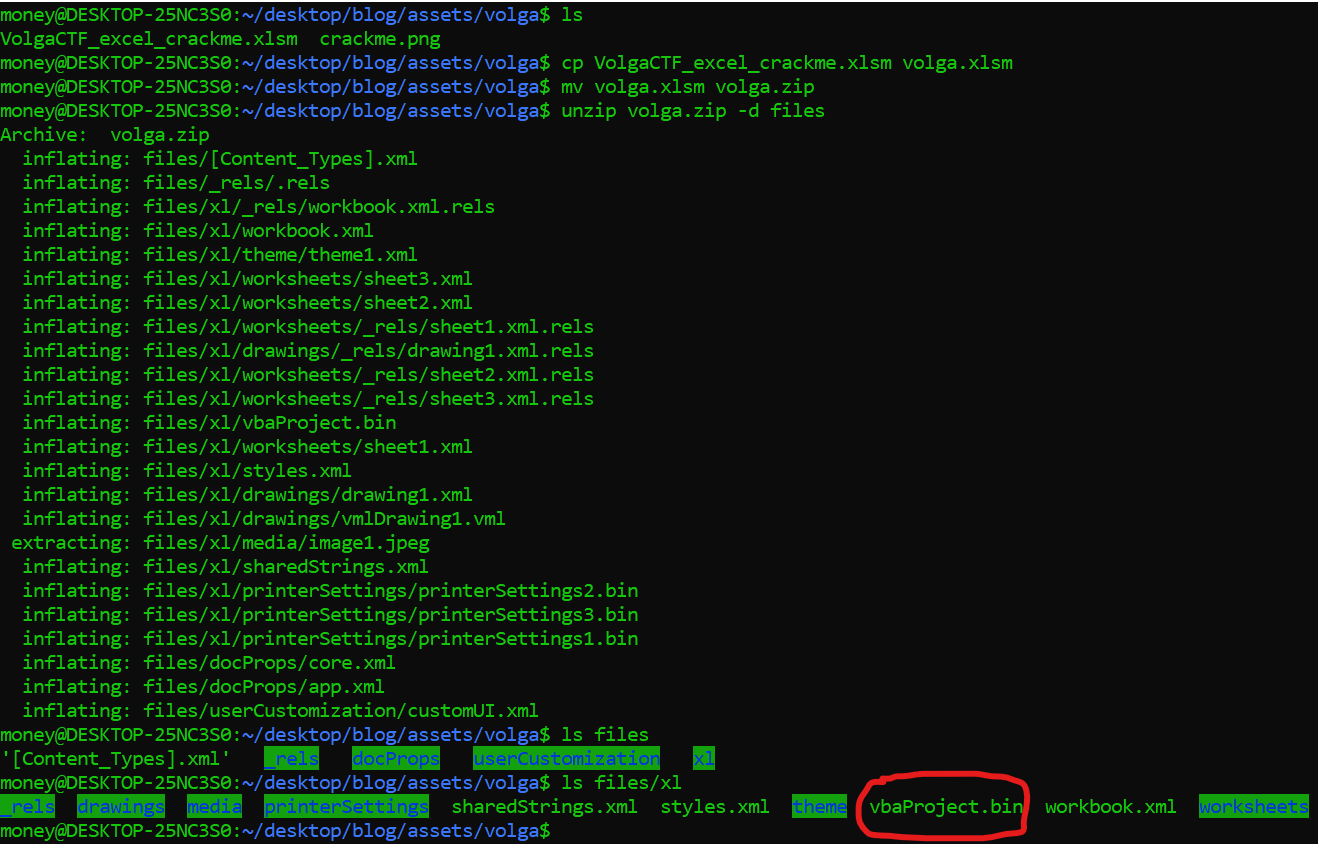 money@DESKTOP-25NC3S0:~/desktop/blog/assets/volga$ ls
VolgaCTF_excel_crackme.xlsm  crackme.png
money@DESKTOP-25NC3S0:~/desktop/blog/assets/volga$ cp VolgaCTF_excel_crackme.xlsm volga.xlsm
money@DESKTOP-25NC3S0:~/desktop/blog/assets/volga$ mv volga.xlsm volga.zip
money@DESKTOP-25NC3S0:~/desktop/blog/assets/volga$ unzip volga.zip -d files
Archive:  volga.zip
  inflating: files/[Content_Types].xml
  inflating: files/_rels/.rels
  inflating: files/xl/_rels/workbook.xml.rels
  inflating: files/xl/workbook.xml
  inflating: files/xl/theme/theme1.xml
  inflating: files/xl/worksheets/sheet3.xml
  inflating: files/xl/worksheets/sheet2.xml
  inflating: files/xl/worksheets/_rels/sheet1.xml.rels
  inflating: files/xl/drawings/_rels/drawing1.xml.rels
  inflating: files/xl/worksheets/_rels/sheet2.xml.rels
  inflating: files/xl/worksheets/_rels/sheet3.xml.rels
  inflating: files/xl/vbaProject.bin
  inflating: files/xl/worksheets/sheet1.xml
  inflating: files/xl/styles.xml
  inflating: files/xl/drawings/drawing1.xml
  inflating: files/xl/drawings/vmlDrawing1.vml
 extracting: files/xl/media/image1.jpeg
  inflating: files/xl/sharedStrings.xml
  inflating: files/xl/printerSettings/printerSettings2.bin
  inflating: files/xl/printerSettings/printerSettings3.bin
  inflating: files/xl/printerSettings/printerSettings1.bin
  inflating: files/docProps/core.xml
  inflating: files/docProps/app.xml
  inflating: files/userCustomization/customUI.xml
money@DESKTOP-25NC3S0:~/desktop/blog/assets/volga$ ls files
'[Content_Types].xml'   _rels   docProps   userCustomization   xl
money@DESKTOP-25NC3S0:~/desktop/blog/assets/volga$ ls files/xl
_rels  drawings  media  printerSettings  sharedStrings.xml  styles.xml  theme  vbaProject.bin  workbook.xml  worksheets
money@DESKTOP-25NC3S0:~/desktop/blog/assets/volga$